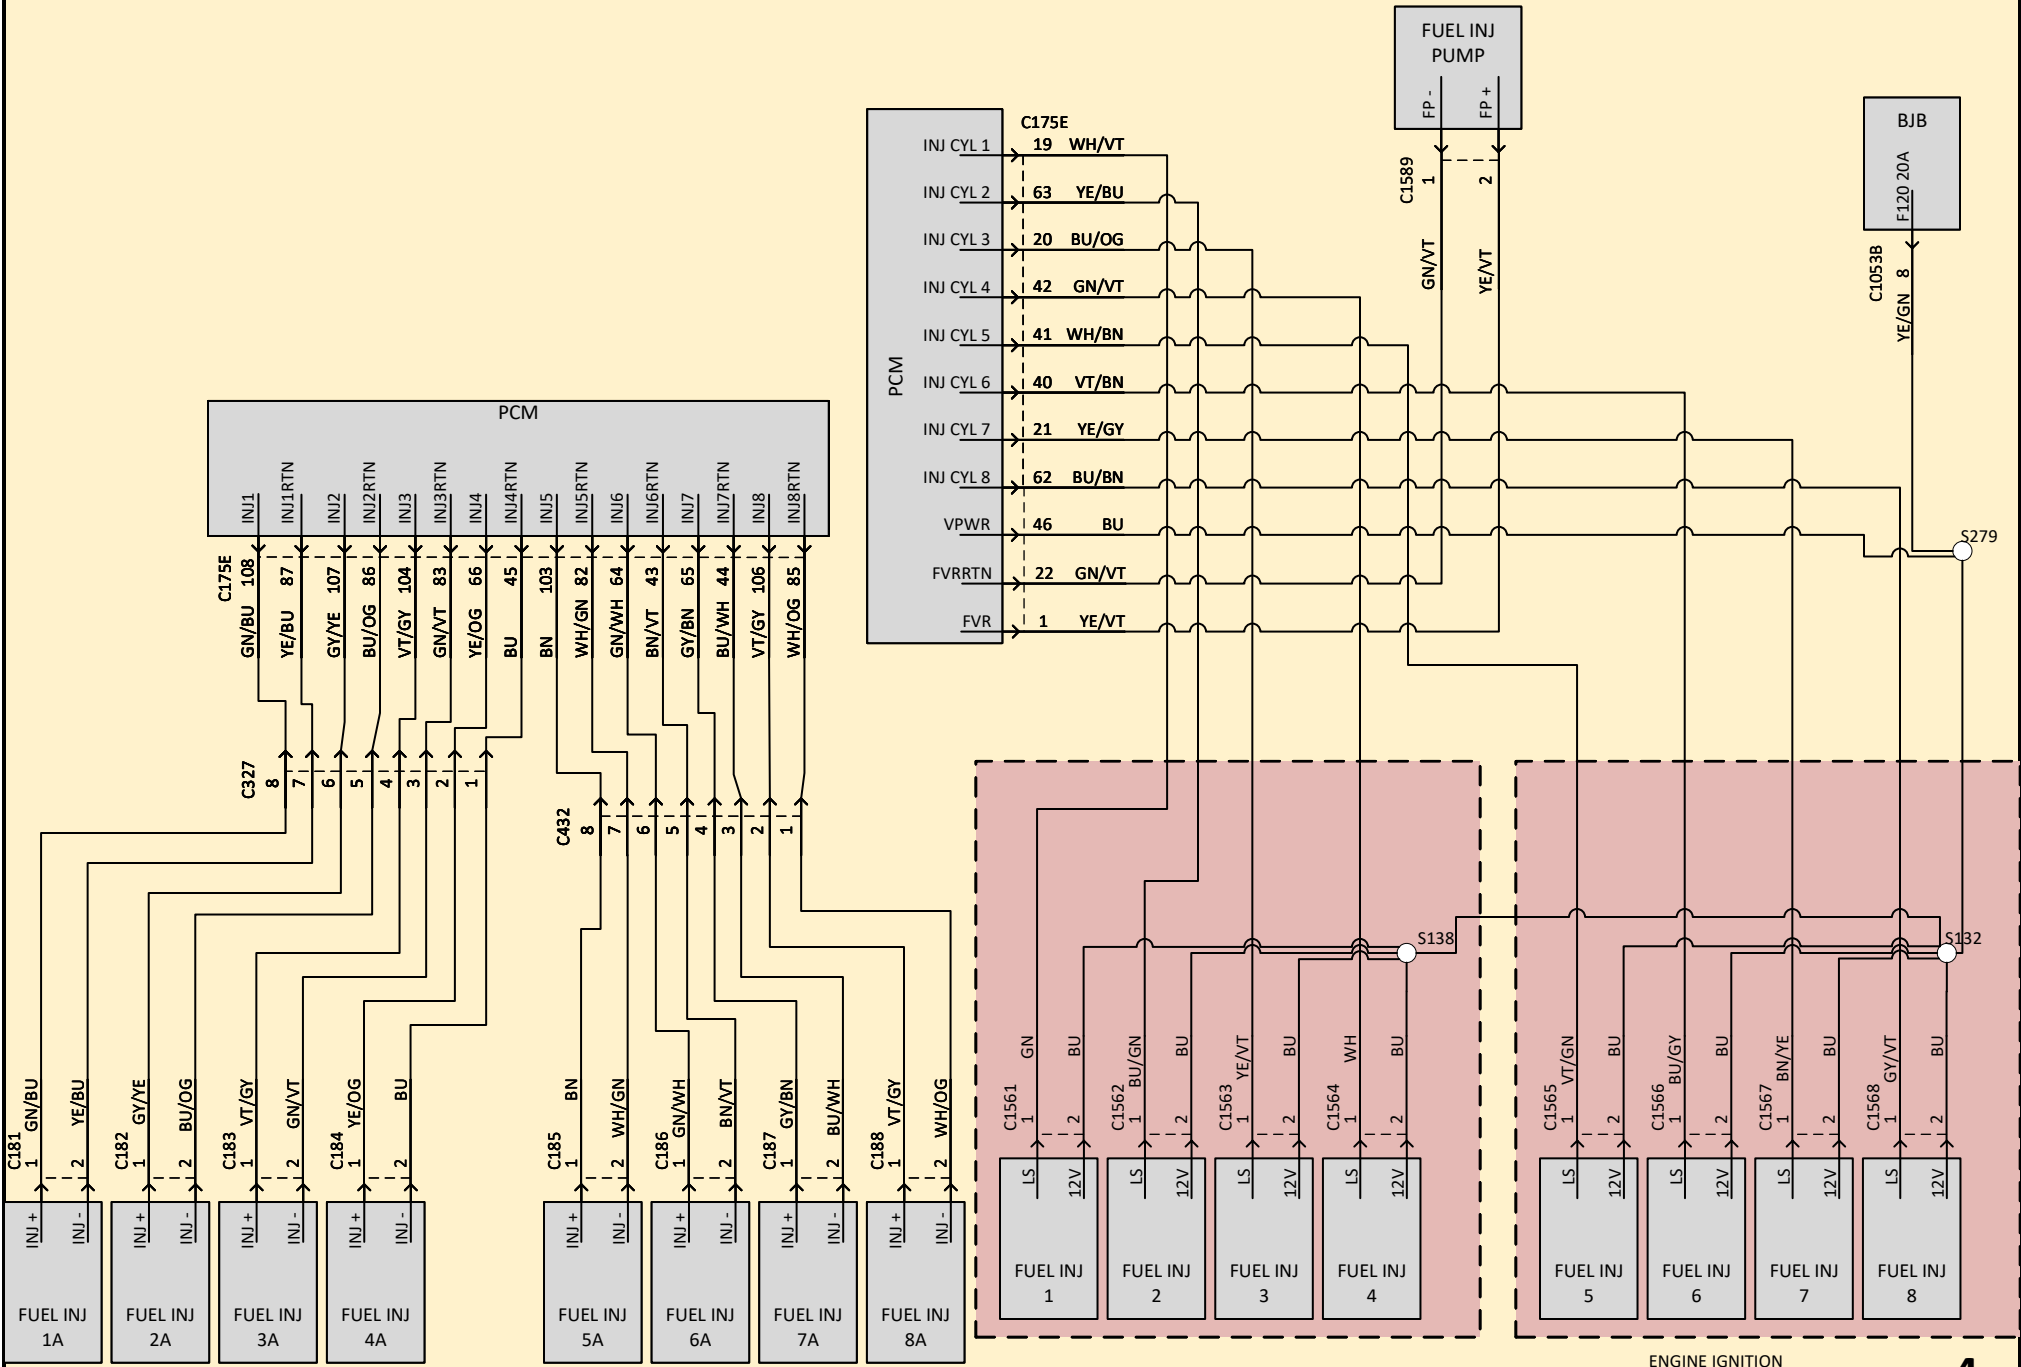 FUEL INJ
PUMP
FP -
FP +
C1589
1
2
GN/VT
YE/VT
BJB
F120 20A
C1053B
8
YE/GN
S279
PCM
C175E
INJ CYL 1 19 WH/VT
INJ CYL 2 63 YE/BU
INJ CYL 3 20 BU/OG
INJ CYL 4 42 GN/VT
INJ CYL 5 41 WH/BN
INJ CYL 6 40 VT/BN
INJ CYL 7 21 YE/GY
INJ CYL 8 62 BU/BN
VPWR 46 BU
FVRRTN 22 GN/VT
FVR 1 YE/VT
PCM
INJ1 INJ1RTN INJ2 INJ2RTN INJ3 INJ3RTN INJ4 INJ4RTN INJ5 INJ5RTN INJ6 INJ6RTN INJ7 INJ7RTN INJ8 INJ8RTN
C175E 108 87 107 86 104 83 66 45 103 82 64 43 65 44 106 85
GN/BU YE/BU GY/YE BU/OG VT/GY GN/VT YE/OG BU BN WH/GN GN/WH BN/VT GY/BN BU/WH VT/GY WH/OG
C327 8 7 6 5 4 3 2 1
C432 8 7 6 5 4 3 2 1
S138
S132
GN BU BU/GN BU YE/VT BU WH BU VT/GN BU BU/GY BU BN/YE BU GY/VT BU
C1561 1 2 C1562 1 2 C1563 1 2 C1564 1 2 C1565 1 2 C1566 1 2 C1567 1 2 C1568 1 2
GN/BU YE/BU GY/YE BU/OG VT/GY GN/VT YE/OG BU BN WH/GN GN/WH BN/VT GY/BN BU/WH VT/GY WH/OG
C181 1 2 C182 1 2 C183 1 2 C184 1 2 C185 1 2 C186 1 2 C187 1 2 C188 1 2
LS 12V LS 12V LS 12V LS 12V LS 12V LS 12V LS 12V LS 12V
INJ + INJ - INJ + INJ - INJ + INJ - INJ + INJ - INJ + INJ - INJ + INJ - INJ + INJ - INJ + INJ -
FUEL INJ
1
FUEL INJ
2
FUEL INJ
3
FUEL INJ
4
FUEL INJ
5
FUEL INJ
6
FUEL INJ
7
FUEL INJ
8
FUEL INJ
1A
FUEL INJ
2A
FUEL INJ
3A
FUEL INJ
4A
FUEL INJ
5A
FUEL INJ
6A
FUEL INJ
7A
FUEL INJ
8A
ENGINE IGNITION